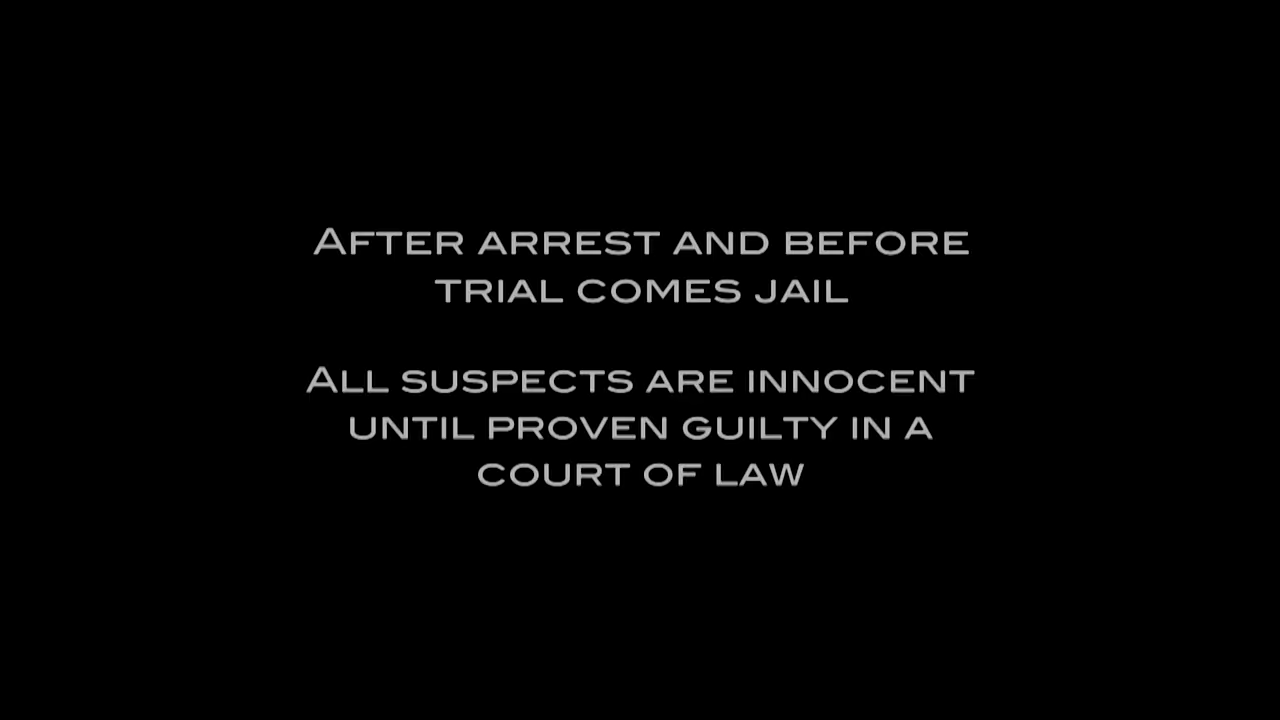 After arrest and before
trial comes jail
All suspects are innocent
until proven guilty in a
court of law